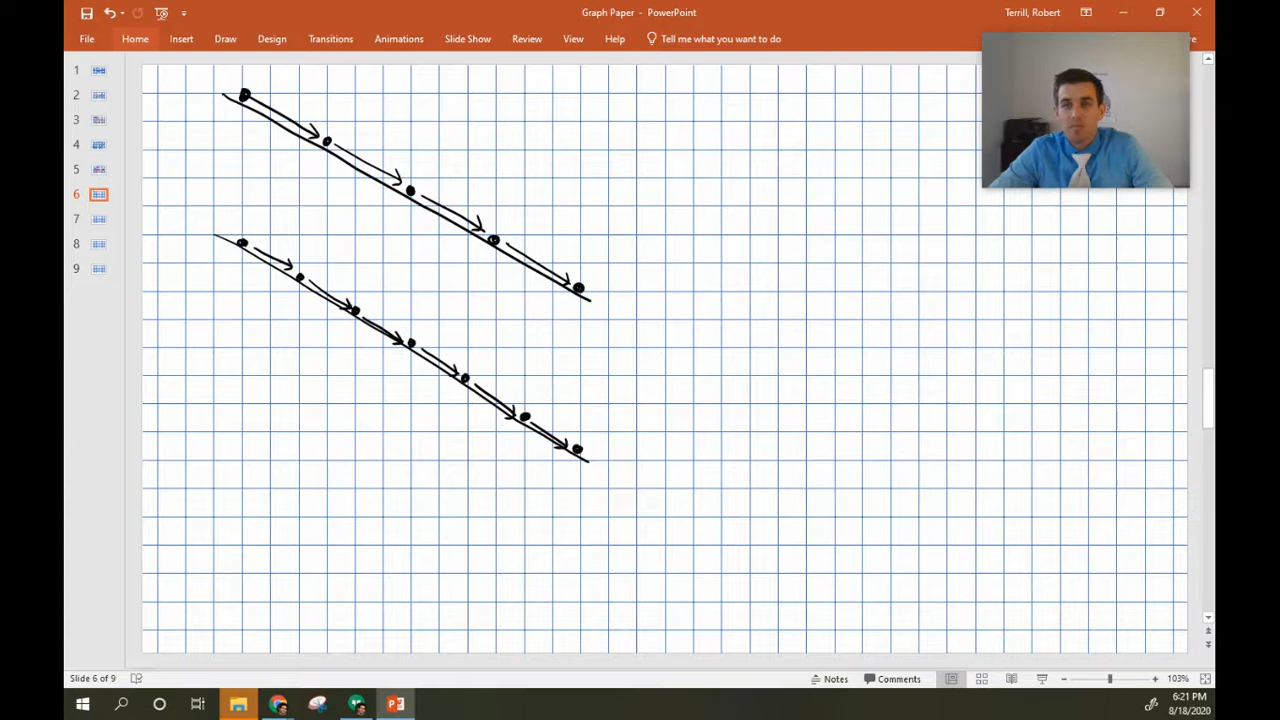 Graph Paper - PowerPoint
Terrill, Robert
File Home Insert Draw Design Transitions Animations Slide Show Review View Help Tell me what you want to do
1
2
3
4
5
6
7
8
9
Slide 6 of 9
Notes
Comments
103%
6:21 PM
8/18/2020